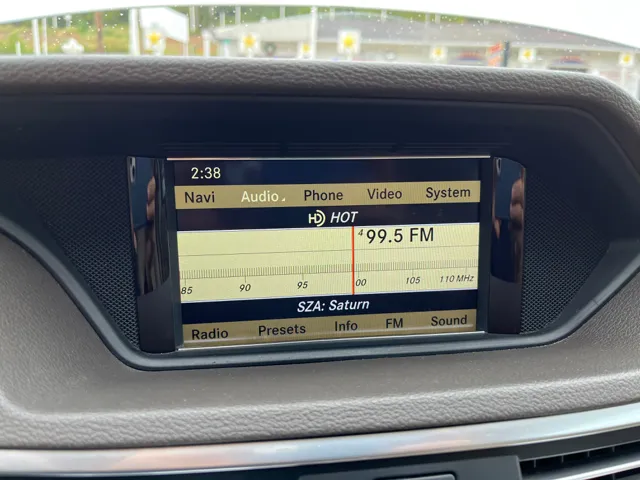 2:38
Navi Audio Phone Video System
HD HOT
4 99.5 FM
85 90 95 00 105 110 MHz
SZA: Saturn
Radio Presets Info FM Sound